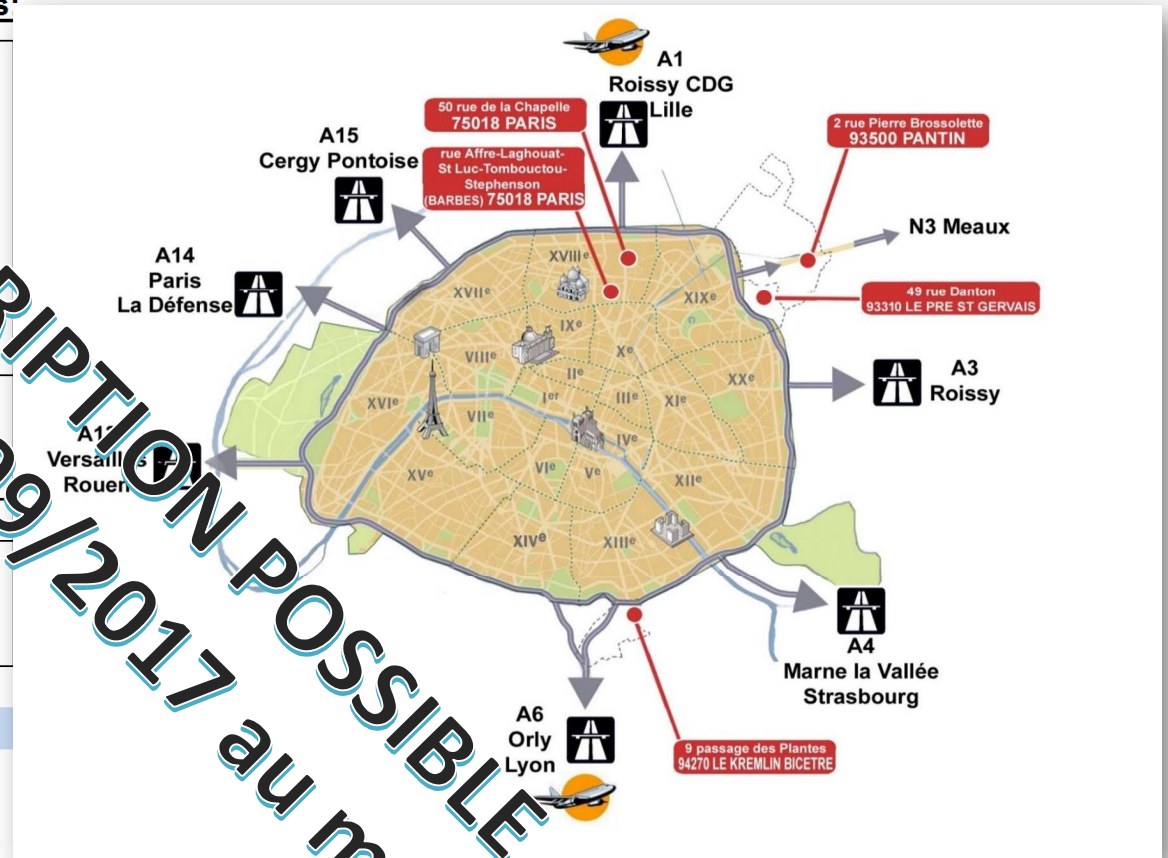 A1
Roissy CDG
Lille
50 rue de la Chapelle
75018 PARIS
2 rue Pierre Brossolette
93500 PANTIN
A15
Cergy Pontoise
rue Affre-Laghouat-
St Luc-Tombouctou-
Stephenson
(BARBES) 75018 PARIS
N3 Meaux
A14
Paris
La Défense
XVIIIe
XVIIe
XIXe
49 rue Danton
93310 LE PRE ST GERVAIS
IXe
VIIIe
Xe
IIe
XXe
A3
Roissy
XVIe
Ier
IIIe
XIe
VIIe
IVe
Versailles
Rouen
XVe
VIe
Ve
XIIe
XIVe
XIIIe
A4
Marne la Vallée
Strasbourg
A6
Orly
Lyon
9 passage des Plantes
94270 LE KREMLIN BICETRE
RIPTION POSSIBLE
09/2017 au